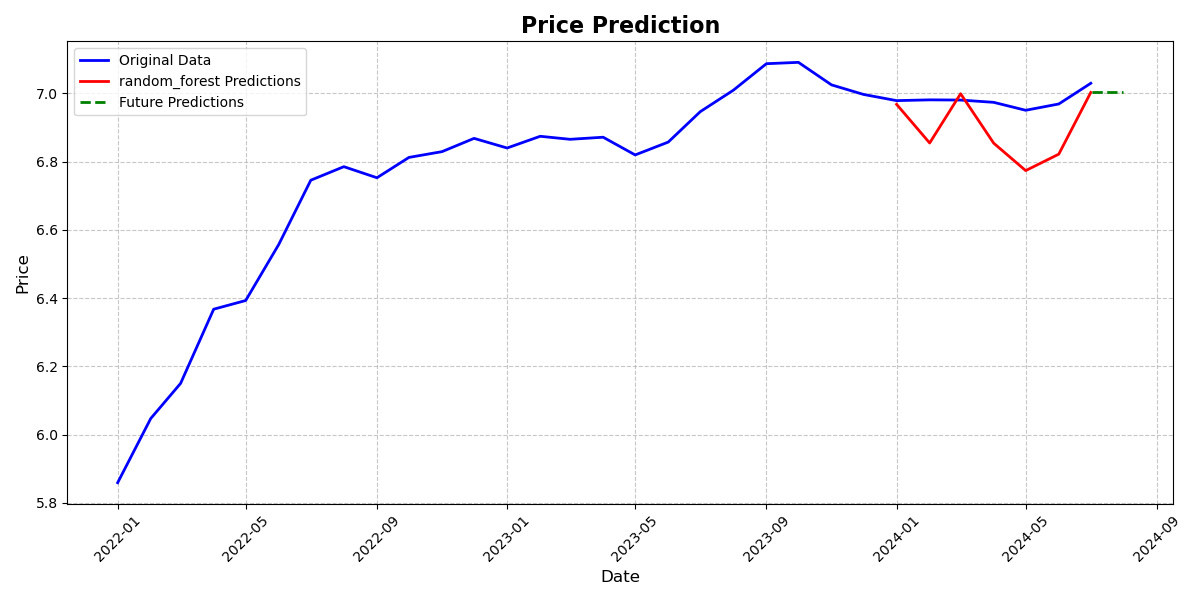 Price Prediction
Original Data
random_forest Predictions
Future Predictions
Price
7.0
6.8
6.6
6.4
6.2
6.0
5.8
2022-01
2022-05
2022-09
2023-01
2023-05
2023-09
2024-01
2024-05
2024-09
Date